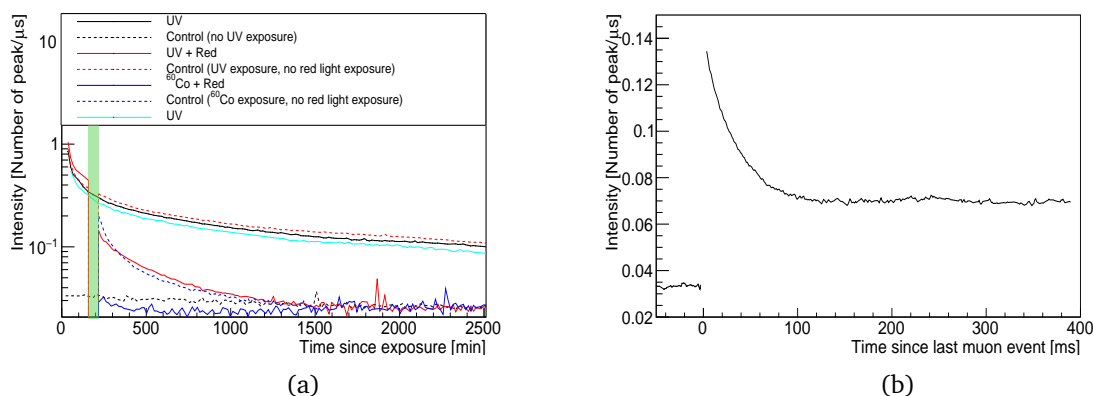 Intensity [Number of peak/μs]
10
1
10⁻¹
UV
Control (no UV exposure)
UV + Red
Control (UV exposure, no red light exposure)
⁶⁰Co + Red
Control (⁶⁰Co exposure, no red light exposure)
UV
0 500 1000 1500 2000 2500
Time since exposure [min]
(a)
Intensity [Number of peak/μs]
0.14
0.12
0.1
0.08
0.06
0.04
0.02
0 100 200 300 400
Time since last muon event [ms]
(b)